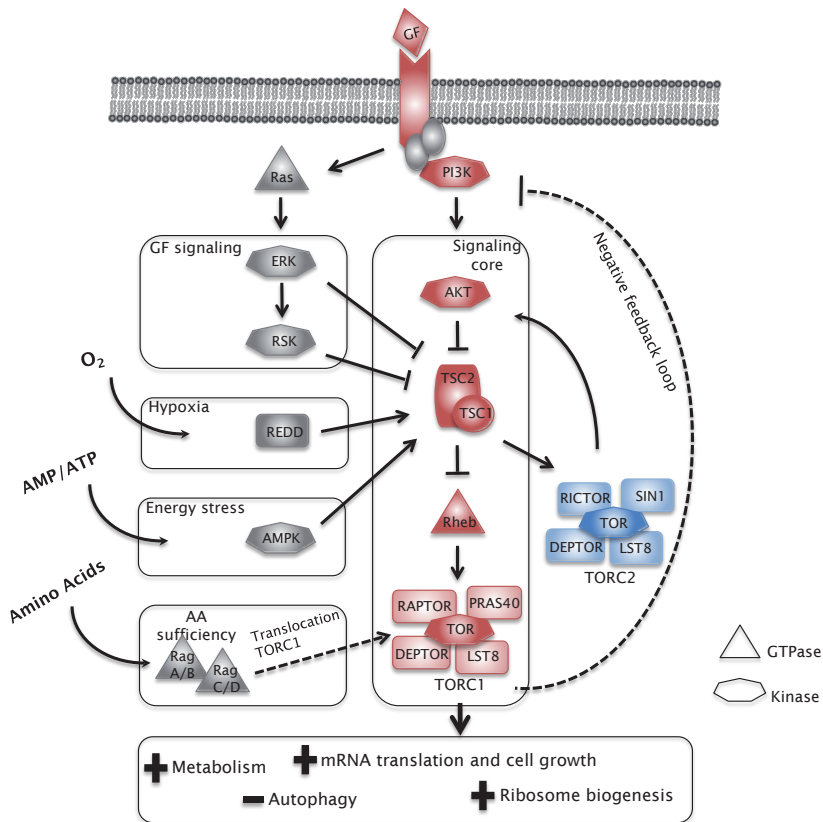 GF
PI3K
Ras
GF signaling
ERK
RSK
Signaling
core
AKT
TSC2
TSC1
Negative feedback loop
O2
Hypoxia
REDD
AMP/ATP
Energy stress
AMPK
Rheb
RICTOR
SIN1
TOR
DEPTOR
LST8
TORC2
Amino Acids
AA
sufficiency
Rag
A/B
Rag
C/D
Translocation
TORC1
RAPTOR
PRAS40
TOR
DEPTOR
LST8
TORC1
GTPase
Kinase
+ Metabolism
+ mRNA translation and cell growth
- Autophagy
+ Ribosome biogenesis